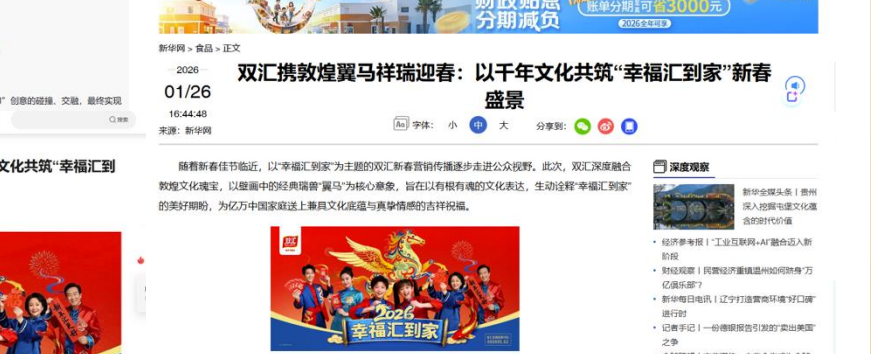 财政贴息
分期减负
账单分期最高可省3000元
2026全年可享
新华网 > 食品 > 正文
2026
01/26
16:44:48
来源：新华网
双汇携敦煌翼马祥瑞迎春：以千年文化共筑“幸福汇到家”新春
盛景
字体： 小 中 大 分享到：
随着新春佳节临近，以“幸福汇到家”为主题的双汇新春营销传播逐步走进公众视野。此次，双汇深度融合
敦煌文化瑰宝，以壁画中的经典瑞兽“翼马”为核心意象，旨在以有根有魂的文化表达，生动诠释“幸福汇到家”
的美好期盼，为亿万中国家庭送上兼具文化底蕴与真挚情感的吉祥祝福。
双汇
2026
幸福汇到家
深度观察
新华全媒头条丨贵州
深入挖掘屯堡文化蕴
含的时代价值
经济参考报丨“工业互联网+AI”融合迈入新
阶段
财经观察丨民营经济重镇温州如何跻身“万
亿俱乐部”？
新华每日电讯丨辽宁打造营商环境“好口碑”
进行时
记者手记丨一份德银报告引发的“卖出美国”
之争
”创意的碰撞、交融，最终实现
搜索
文化共筑“幸福汇到